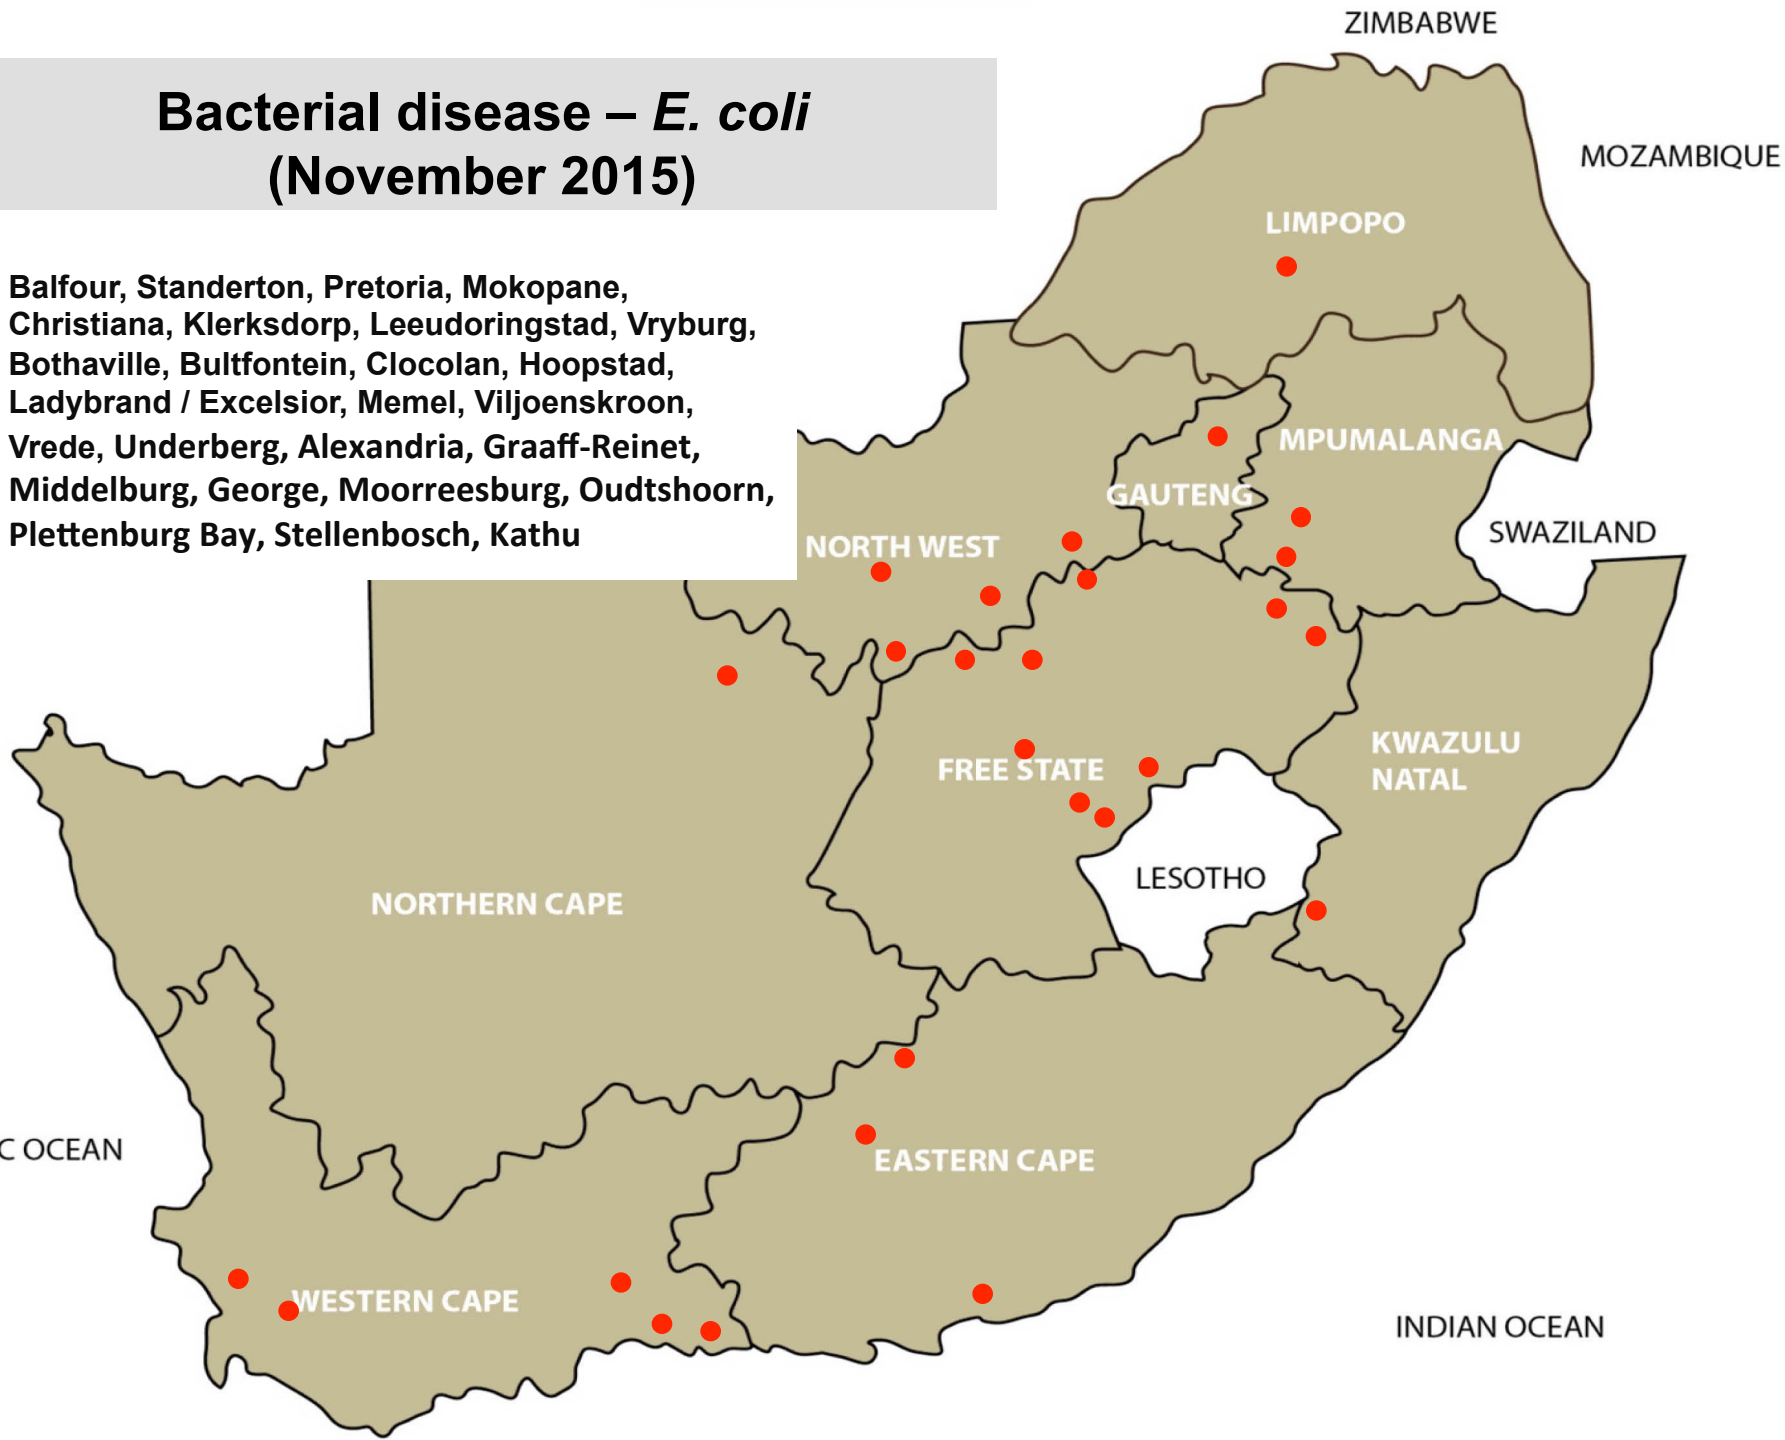 Bacterial disease – E. coli
(November 2015)
Balfour, Standerton, Pretoria, Mokopane,
Christiana, Klerksdorp, Leeudoringstad, Vryburg,
Bothaville, Bultfontein, Clocolan, Hoopstad,
Ladybrand / Excelsior, Memel, Viljoenskroon,
Vrede, Underberg, Alexandria, Graaff-Reinet,
Middelburg, George, Moorreesburg, Oudtshoorn,
Plettenburg Bay, Stellenbosch, Kathu
ZIMBABWE
MOZAMBIQUE
LIMPOPO
MPUMALANGA
GAUTENG
SWAZILAND
NORTH WEST
KWAZULU
NATAL
FREE STATE
LESOTHO
NORTHERN CAPE
C OCEAN
EASTERN CAPE
WESTERN CAPE
INDIAN OCEAN